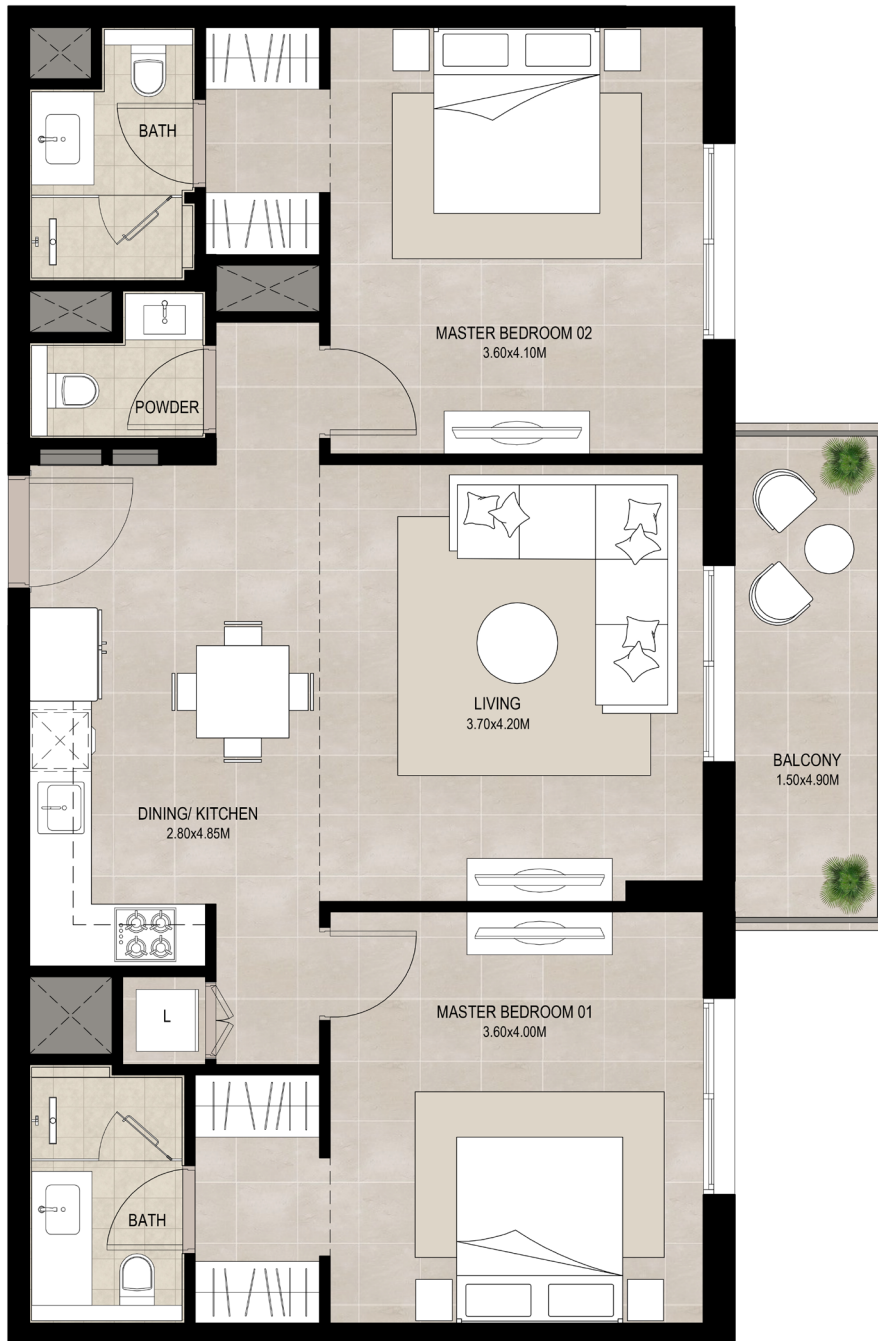 BATH
MASTER BEDROOM 02
3.60x4.10M
POWDER
LIVING
3.70x4.20M
BALCONY
1.50x4.90M
DINING/ KITCHEN
2.80x4.85M
L
MASTER BEDROOM 01
3.60x4.00M
BATH